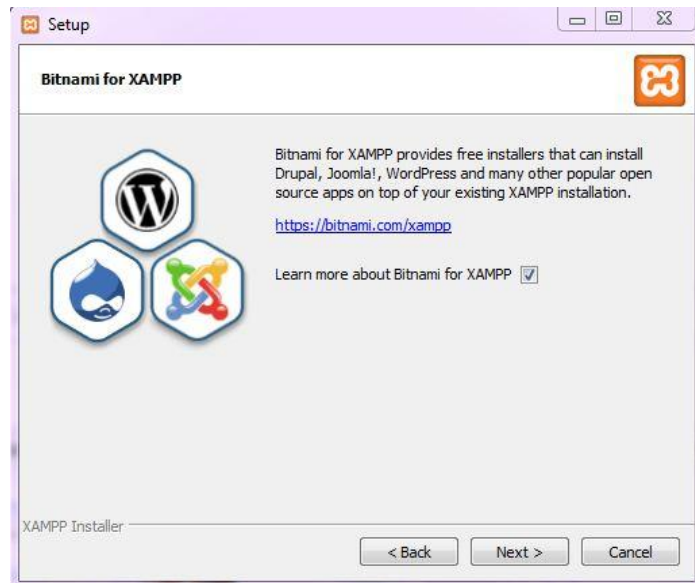 Setup
Bitnami for XAMPP
Bitnami for XAMPP provides free installers that can install
Drupal, Joomla!, WordPress and many other popular open
source apps on top of your existing XAMPP installation.
https://bitnami.com/xampp
Learn more about Bitnami for XAMPP
XAMPP Installer
< Back Next > Cancel